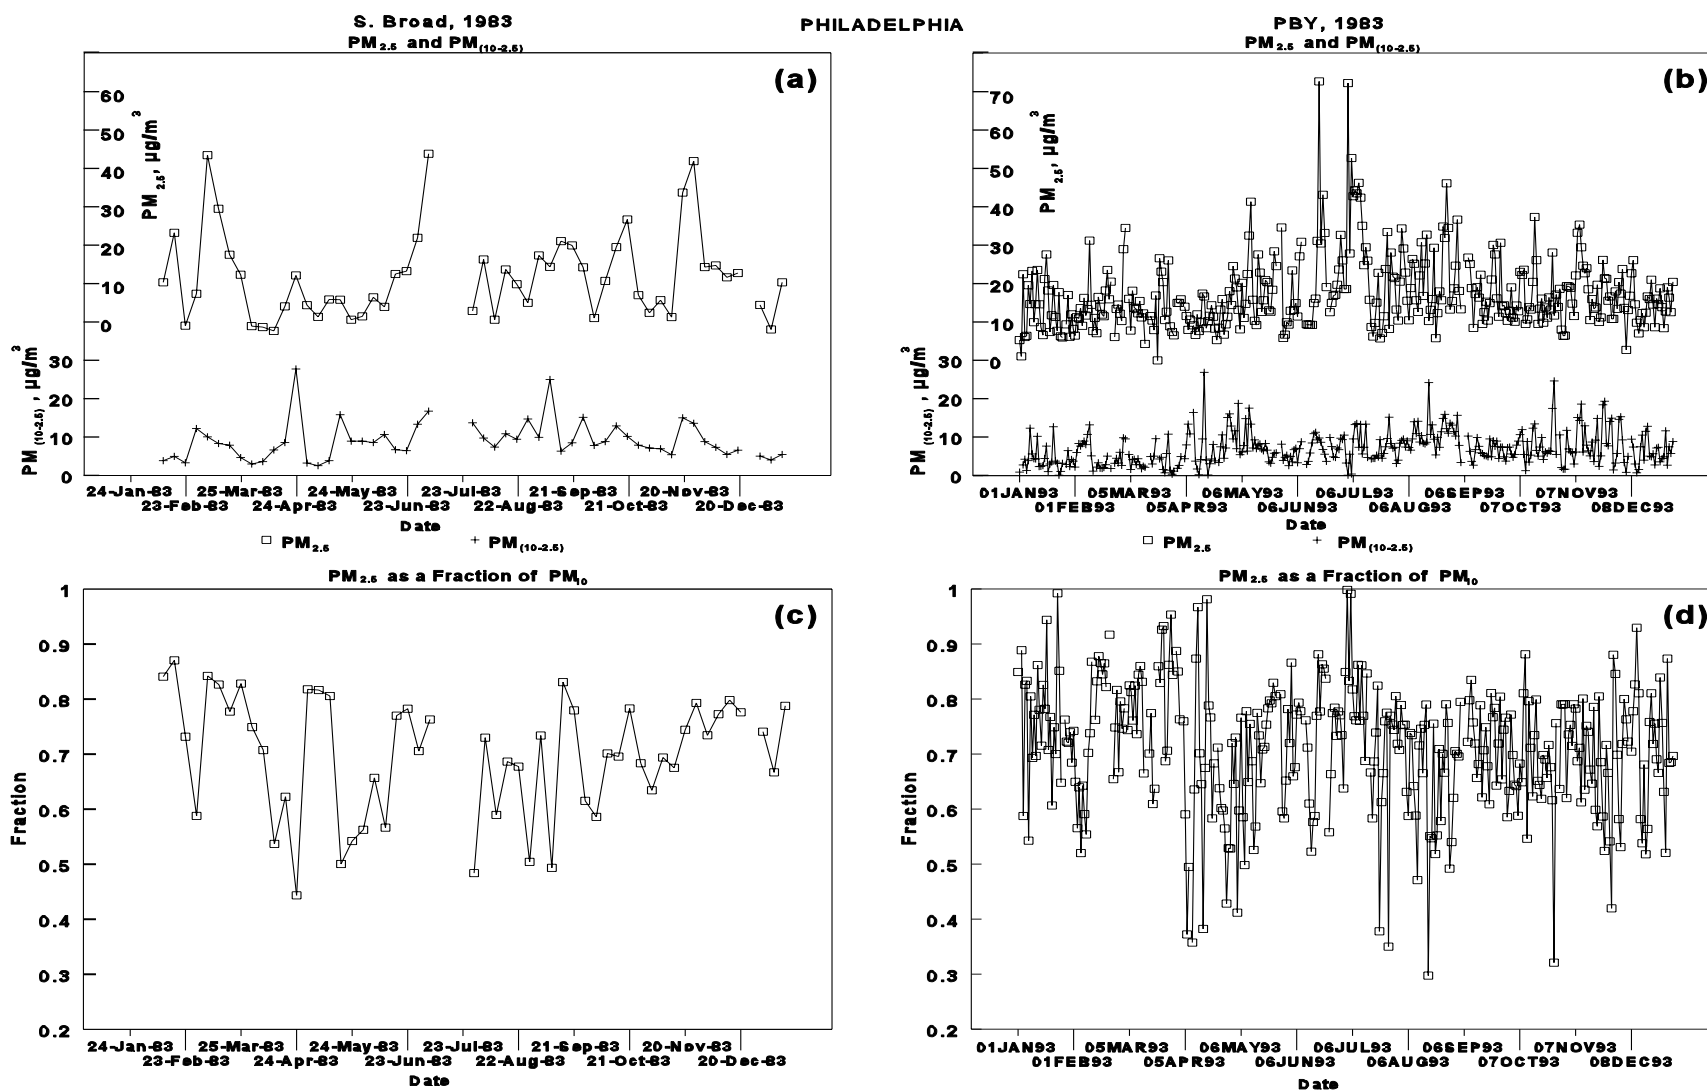 PHILADELPHIA
S. Broad, 1983
PM2.5 and PM(10-2.5)
(a)
60
50
40
30
20
10
0
PM2.5, µg/m3
30
20
10
0
PM(10-2.5), µg/m3
24-Jan-83 25-Mar-83 24-May-83 23-Jul-83 21-Sep-83 20-Nov-83
23-Feb-83 24-Apr-83 23-Jun-83 22-Aug-83 21-Oct-83 20-Dec-83
Date
PM2.5 PM(10-2.5)
PBY, 1983
PM2.5 and PM(10-2.5)
(b)
70
60
50
40
30
20
10
0
PM2.5, µg/m3
30
20
10
0
PM(10-2.5), µg/m3
01JAN93 05MAR93 06MAY93 06JUL93 06SEP93 07NOV93
01FEB93 05APR93 06JUN93 06AUG93 07OCT93 08DEC93
Date
PM2.5 PM(10-2.5)
PM2.5 as a Fraction of PM10
(c)
1
0.9
0.8
0.7
0.6
0.5
0.4
0.3
0.2
Fraction
24-Jan-83 25-Mar-83 24-May-83 23-Jul-83 21-Sep-83 20-Nov-83
23-Feb-83 24-Apr-83 23-Jun-83 22-Aug-83 21-Oct-83 20-Dec-83
Date
PM2.5 as a Fraction of PM10
(d)
1
0.9
0.8
0.7
0.6
0.5
0.4
0.3
0.2
Fraction
01JAN93 05MAR93 06MAY93 06JUL93 06SEP93 07NOV93
01FEB93 05APR93 06JUN93 06AUG93 07OCT93 08DEC93
Date